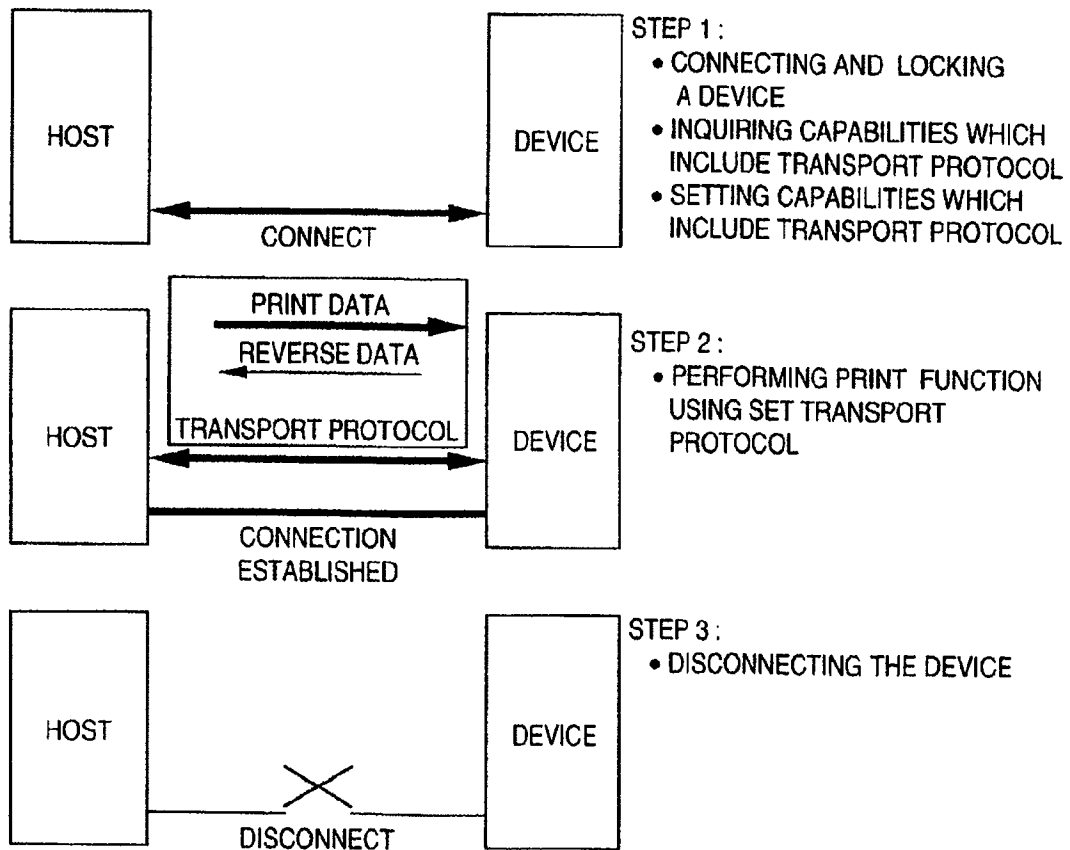 HOST
DEVICE
CONNECT
STEP 1 :
• CONNECTING AND LOCKING
A DEVICE
• INQUIRING CAPABILITIES WHICH
INCLUDE TRANSPORT PROTOCOL
• SETTING CAPABILITIES WHICH
INCLUDE TRANSPORT PROTOCOL
PRINT DATA
REVERSE DATA
TRANSPORT PROTOCOL
HOST
DEVICE
CONNECTION
ESTABLISHED
STEP 2 :
• PERFORMING PRINT FUNCTION
USING SET TRANSPORT
PROTOCOL
HOST
DEVICE
DISCONNECT
STEP 3 :
• DISCONNECTING THE DEVICE